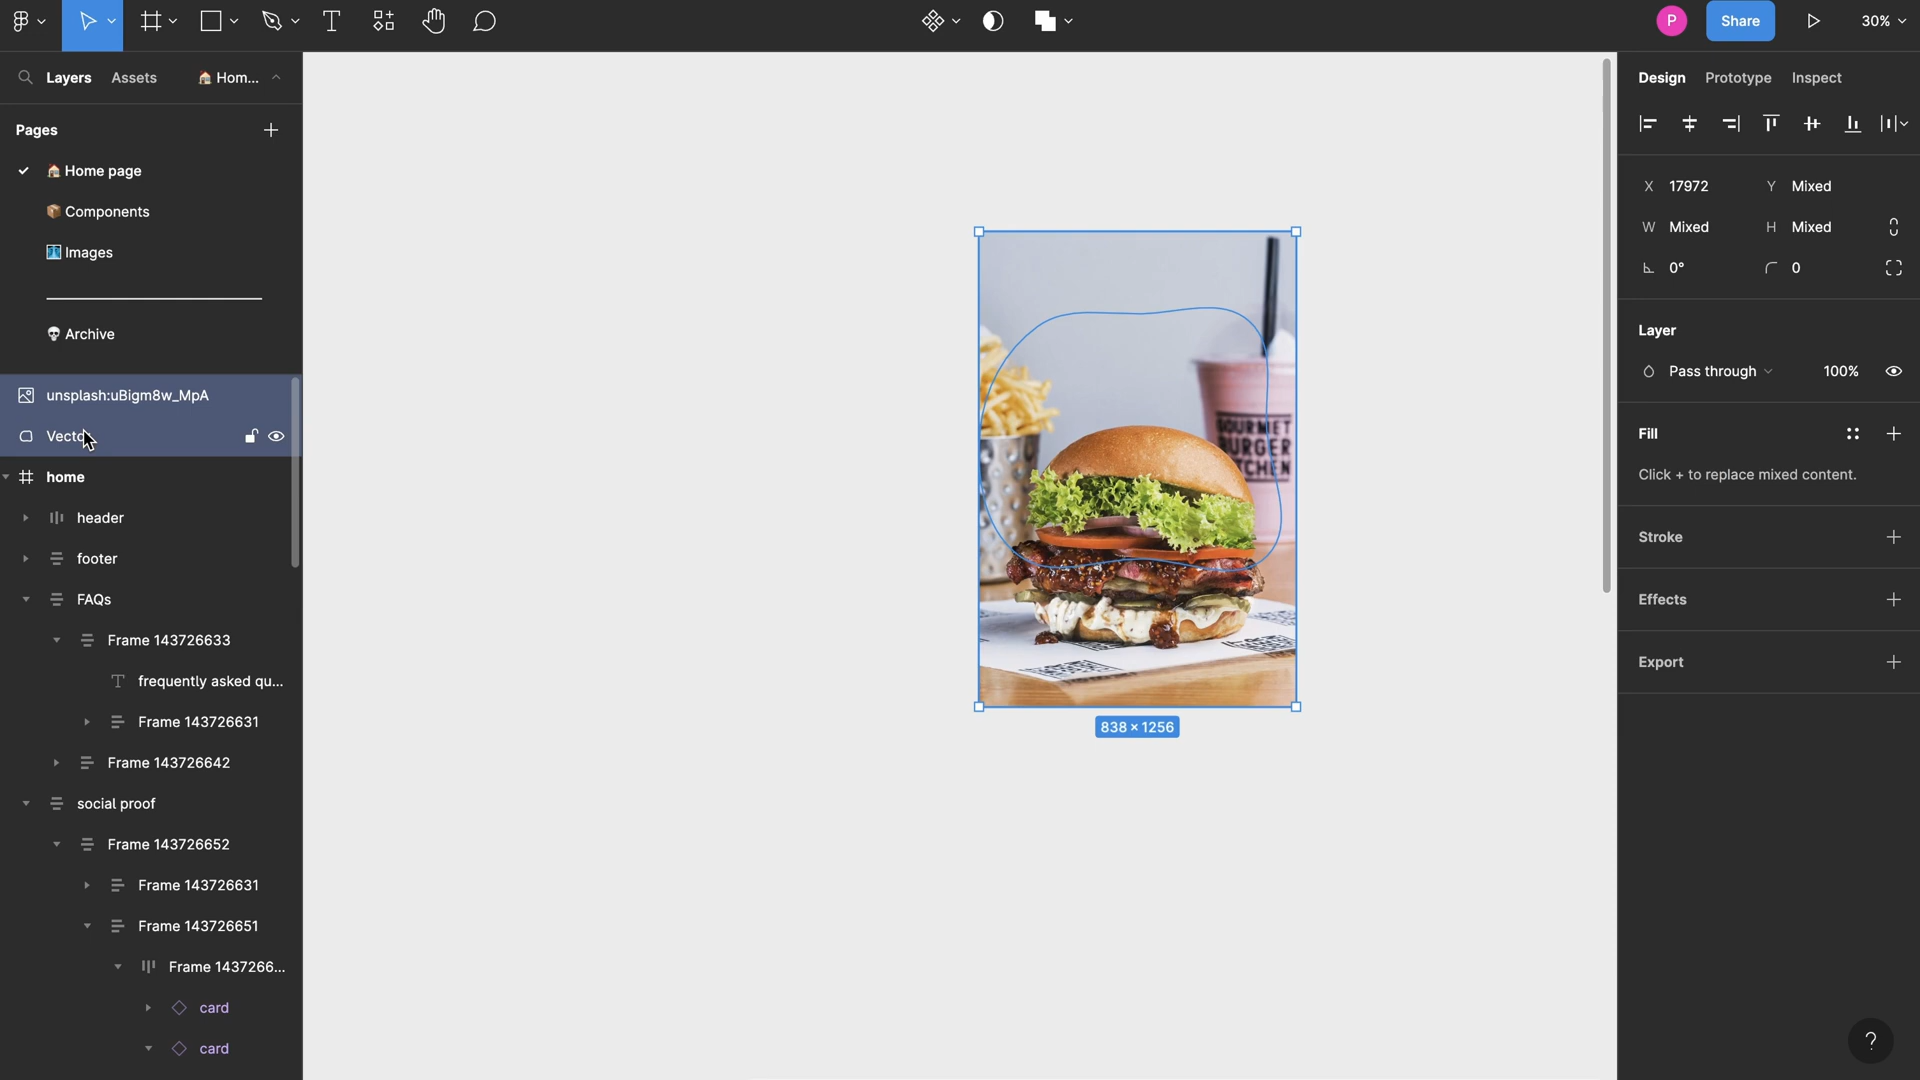 P
Share
30%
Layers
Assets
🏠 Hom...
Design
Prototype
Inspect
Pages
🏠 Home page
📦 Components
🩻 Images
💀 Archive
X 17972
Y Mixed
W Mixed
H Mixed
0°
0
Layer
Pass through
100%
Fill
Click + to replace mixed content.
Stroke
Effects
Export
unsplash:uBigm8w_MpA
Vecto
home
header
footer
FAQs
Frame 143726633
frequently asked qu...
Frame 143726631
Frame 143726642
social proof
Frame 143726652
Frame 143726631
Frame 143726651
Frame 1437266...
card
card
GOURMET
BURGER
KITCHEN
838 × 1256
?